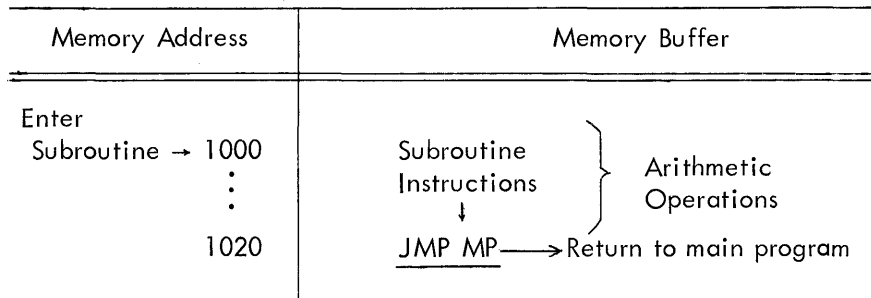 Memory Address Memory Buffer
Enter
Subroutine → 1000 Subroutine
Instructions
Arithmetic
Operations
↓
1020 JMP MP → Return to main program